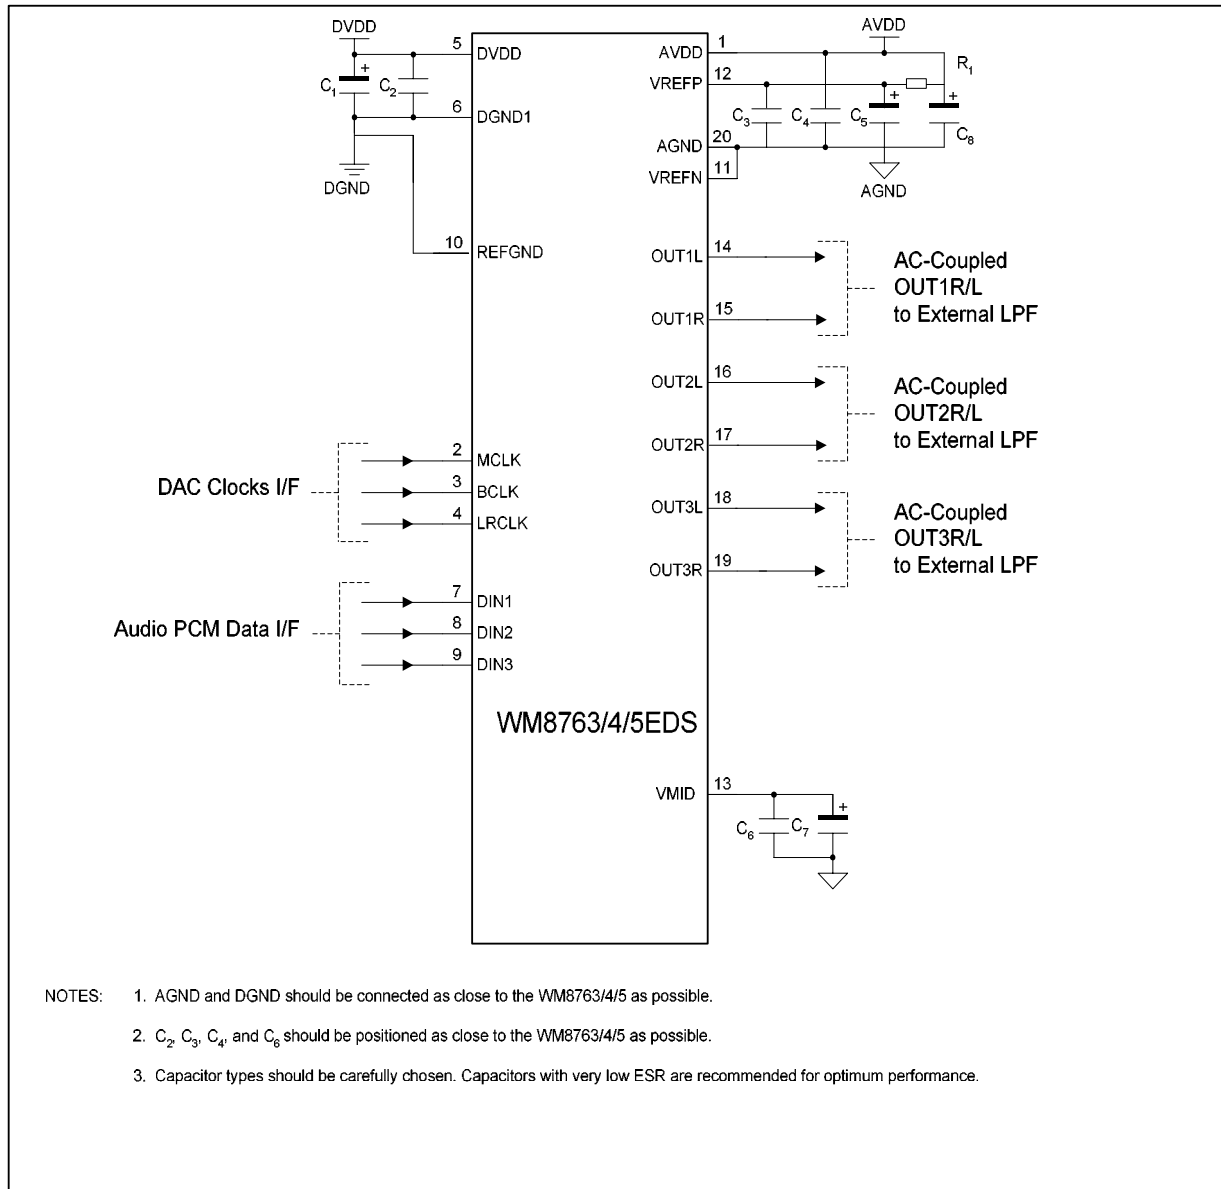 DVDD
AVDD
5
DVDD
AVDD
1
R1
VREFP
12
C1
+
C2
C3
C4
C5
+
+
C8
6
DGND1
AGND
20
VREFN
11
DGND
AGND
10
REFGND
OUT1L
14
AC-Coupled
OUT1R/L
to External LPF
OUT1R
15
OUT2L
16
AC-Coupled
OUT2R/L
to External LPF
OUT2R
17
DAC Clocks I/F
2
MCLK
3
BCLK
4
LRCLK
OUT3L
18
AC-Coupled
OUT3R/L
to External LPF
OUT3R
19
Audio PCM Data I/F
7
DIN1
8
DIN2
9
DIN3
WM8763/4/5EDS
VMID
13
C6
C7
+
NOTES: 1. AGND and DGND should be connected as close to the WM8763/4/5 as possible.
2. C2, C3, C4, and C6 should be positioned as close to the WM8763/4/5 as possible.
3. Capacitor types should be carefully chosen. Capacitors with very low ESR are recommended for optimum performance.